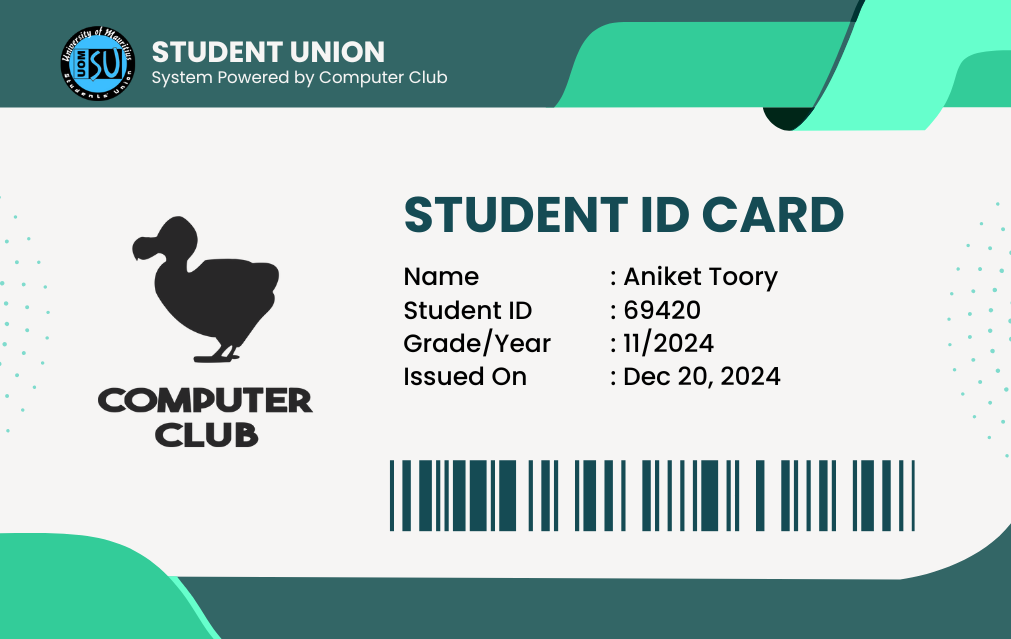 University of Mauritius
UOM
SU
Students' Union
STUDENT UNION
System Powered by Computer Club
STUDENT ID CARD
Name : Aniket Toory
Student ID : 69420
Grade/Year : 11/2024
Issued On : Dec 20, 2024
COMPUTER
CLUB